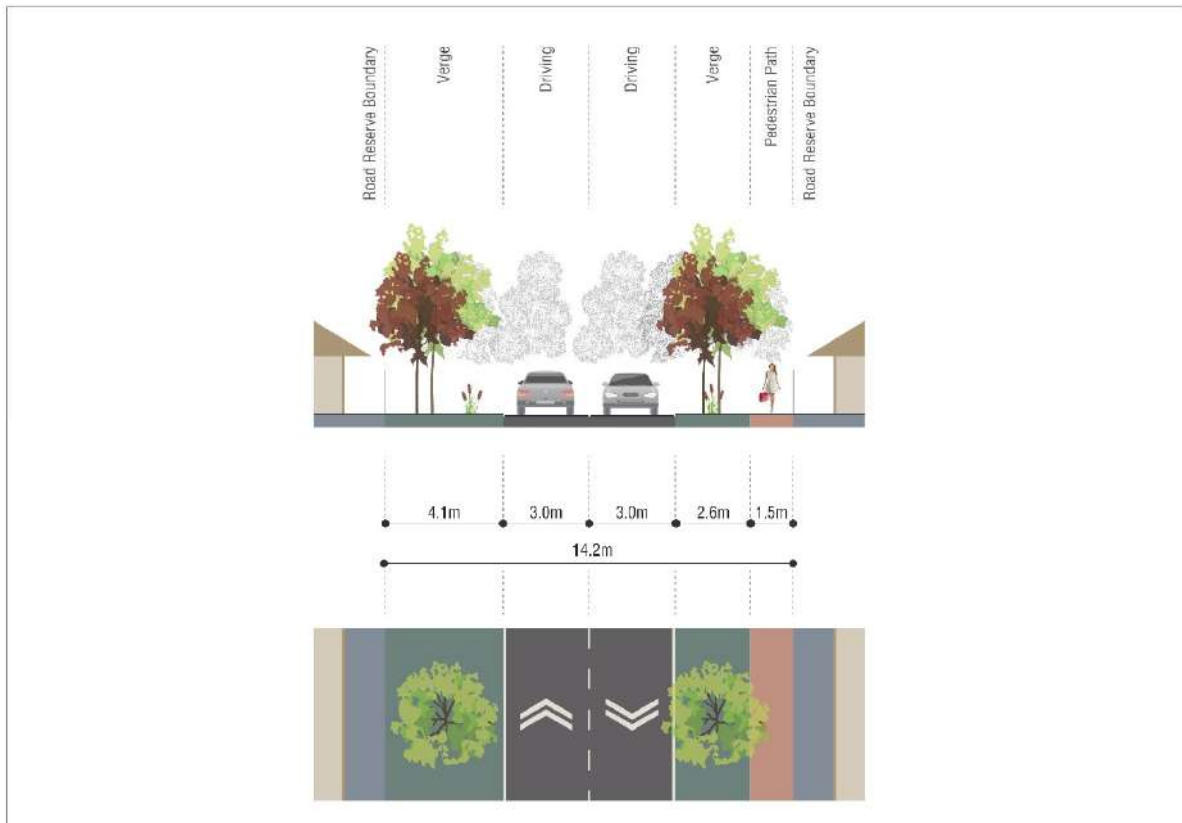 Road Reserve Boundary
Verge
Driving
Driving
Verge
Pedestrian Path
Road Reserve Boundary
4.1m
3.0m
3.0m
2.6m
1.5m
14.2m